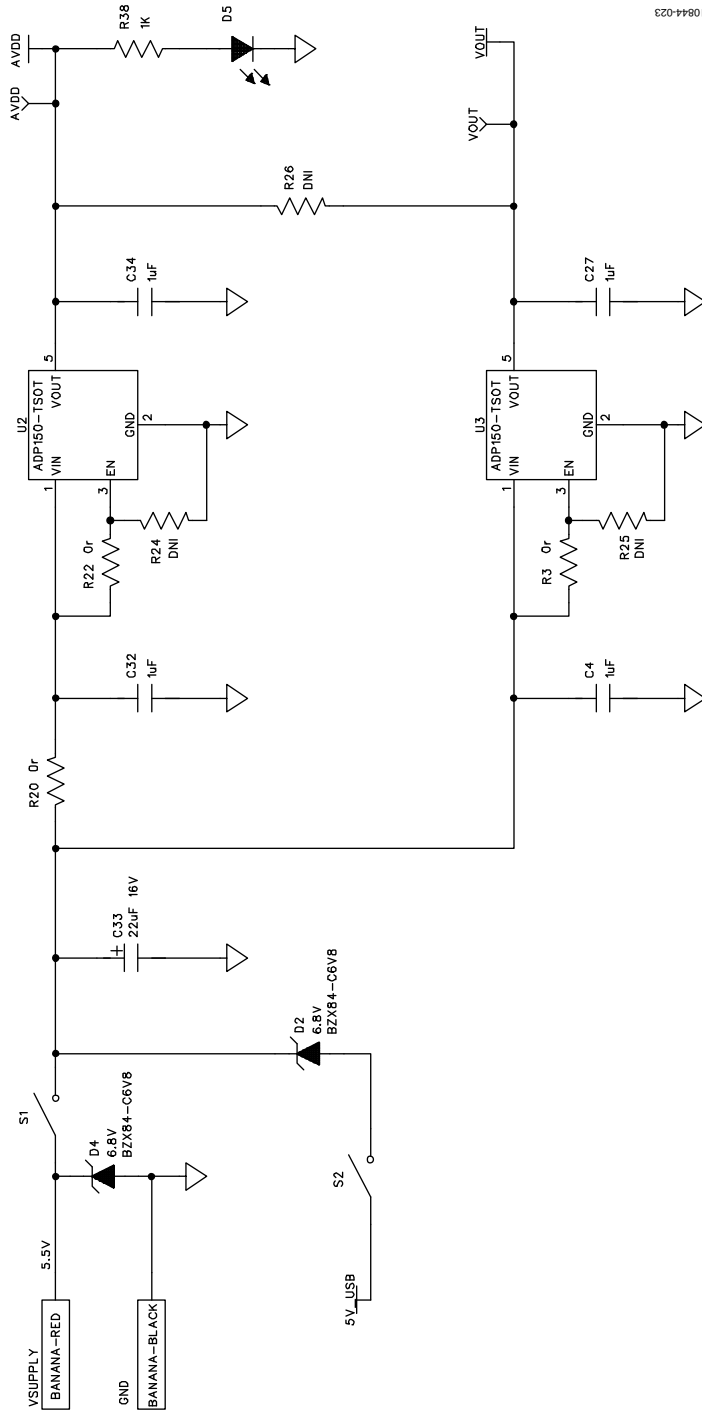 VSUPPLY
BANANA-RED
5.5V
GND
BANANA-BLACK
S1
D4
6.8V
BZX84-C6V8
5V_USB
S2
D2
6.8V
BZX84-C6V8
+
C33
22uF 16V
R20 0r
C32
1uF
R22 0r
R24
DNI
U2
ADP150-TSOT
1
VIN
VOUT
5
3
EN
GND
2
C34
1uF
AVDD
AVDD
R38
1K
D5
R26
DNI
C4
1uF
R3 0r
R25
DNI
U3
ADP150-TSOT
1
VIN
VOUT
5
3
EN
GND
2
C27
1uF
VOUT
VOUT
0844-023